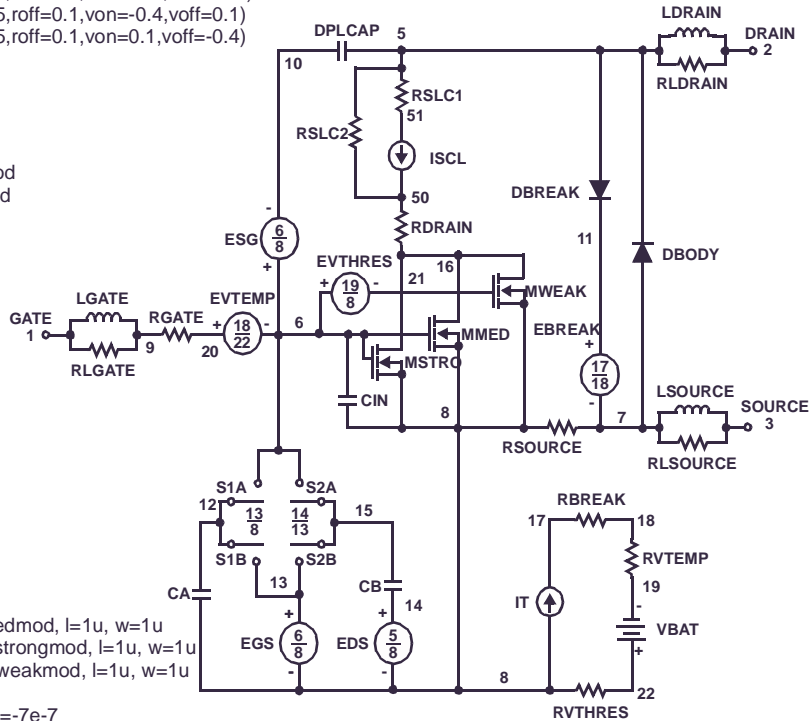 5,roff=0.1,von=-0.4,voff=0.1)
5,roff=0.1,von=0.1,voff=-0.4)
LDRAIN
DPLCAP
5
DRAIN
2
10
RLDRAIN
RSLC1
51
RSLC2
ISCL
od
d
50
DBREAK
-
RDRAIN
ESG
6
8
11
DBODY
+
EVTHRES
16
21
+
19
8
-
MWEAK
LGATE
EVTEMP
GATE
1
RGATE
+
18
22
-
6
MMED
EBREAK
9
20
MSTRO
+
RLGATE
17
18
CIN
LSOURCE
-
8
7
SOURCE
3
RSOURCE
RLSOURCE
S1A
S2A
12
13
8
14
13
15
RBREAK
17
18
S1B
S2B
RVTEMP
13
CB
19
CA
IT
-
+
+
14
VBAT
edmod, l=1u, w=1u
EGS
6
8
EDS
5
8
+
strongmod, l=1u, w=1u
weakmod, l=1u, w=1u
-
-
8
22
=-7e-7
RVTHRES